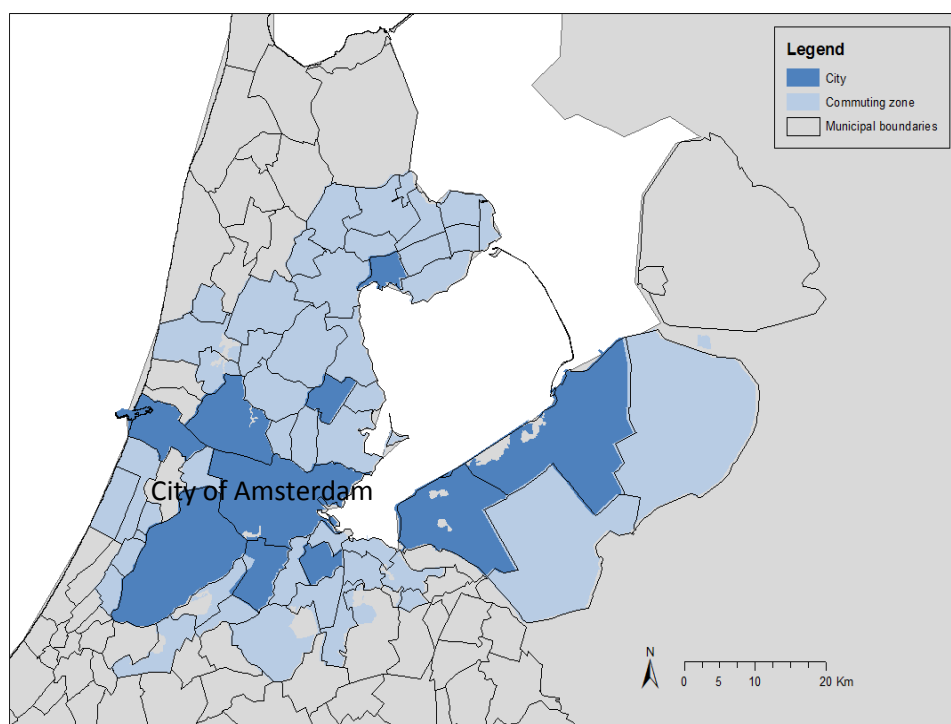 Legend
City
Commuting zone
Municipal boundaries
City of Amsterdam
N
0 5 10 20 Km